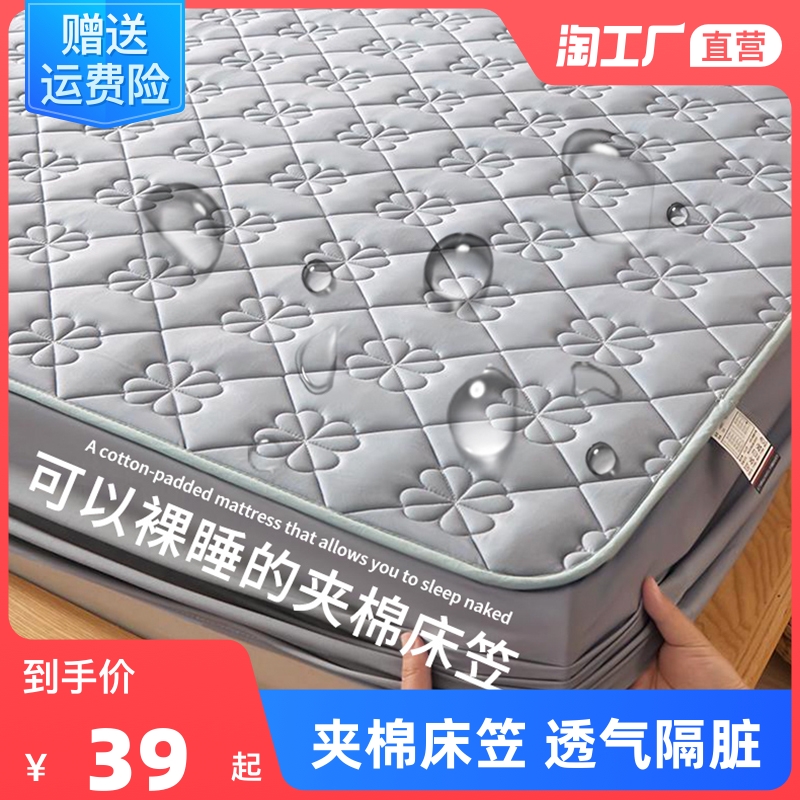 赠送
运费险
淘工厂 直营
A cotton-padded mattress that allows you to sleep naked
可以裸睡的夹棉床笠
到手价
¥ 39 起
夹棉床笠 透气隔脏